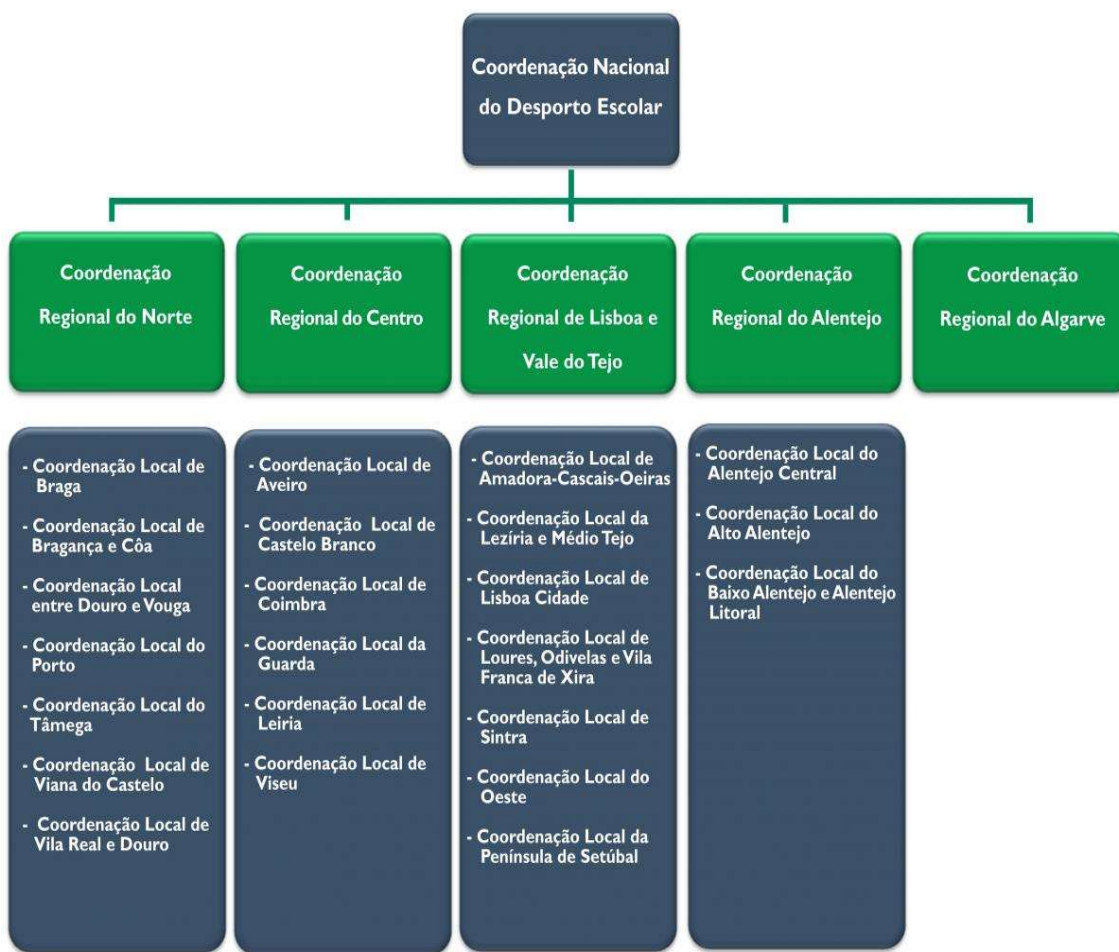 Coordenação Nacional
do Desporto Escolar
Coordenação
Regional do Norte
Coordenação
Regional do Centro
Coordenação
Regional de Lisboa e
Vale do Tejo
Coordenação
Regional do Alentejo
Coordenação
Regional do Algarve
- Coordenação Local de
Braga
- Coordenação Local de
Bragança e Côa
- Coordenação Local
entre Douro e Vouga
- Coordenação Local do
Porto
- Coordenação Local do
Tâmega
- Coordenação Local de
Viana do Castelo
- Coordenação Local de
Vila Real e Douro
- Coordenação Local de
Aveiro
- Coordenação Local de
Castelo Branco
- Coordenação Local de
Coimbra
- Coordenação Local da
Guarda
- Coordenação Local de
Leiria
- Coordenação Local de
Viseu
- Coordenação Local de
Amadora-Cascais-Oeiras
- Coordenação Local da
Lezíria e Médio Tejo
- Coordenação Local de
Lisboa Cidade
- Coordenação Local de
Loures, Odivelas e Vila
Franca de Xira
- Coordenação Local de
Sintra
- Coordenação Local do
Oeste
- Coordenação Local da
Península de Setúbal
- Coordenação Local do
Alentejo Central
- Coordenação Local do
Alto Alentejo
- Coordenação Local do
Baixo Alentejo e Alentejo
Litoral